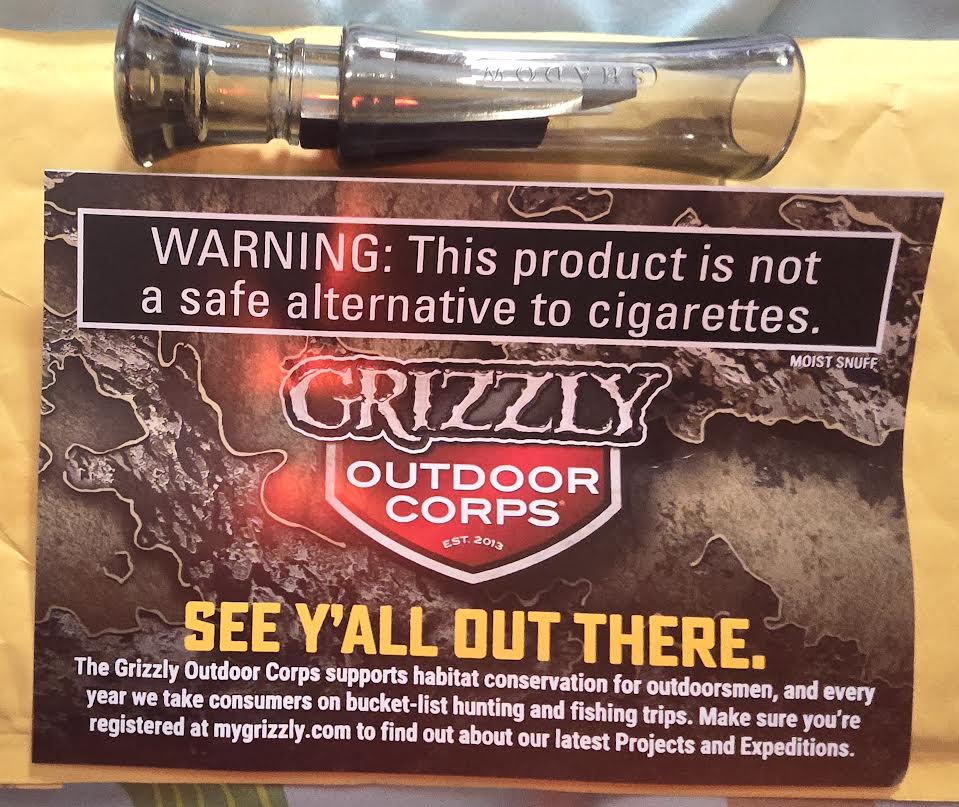 SHADOW
WARNING: This product is not
a safe alternative to cigarettes.
MOIST SNUFF
GRIZZLY
OUTDOOR
CORPS®
EST. 2013
SEE Y'ALL OUT THERE.
The Grizzly Outdoor Corps supports habitat conservation for outdoorsmen, and every
year we take consumers on bucket-list hunting and fishing trips. Make sure you're
registered at mygrizzly.com to find out about our latest Projects and Expeditions.